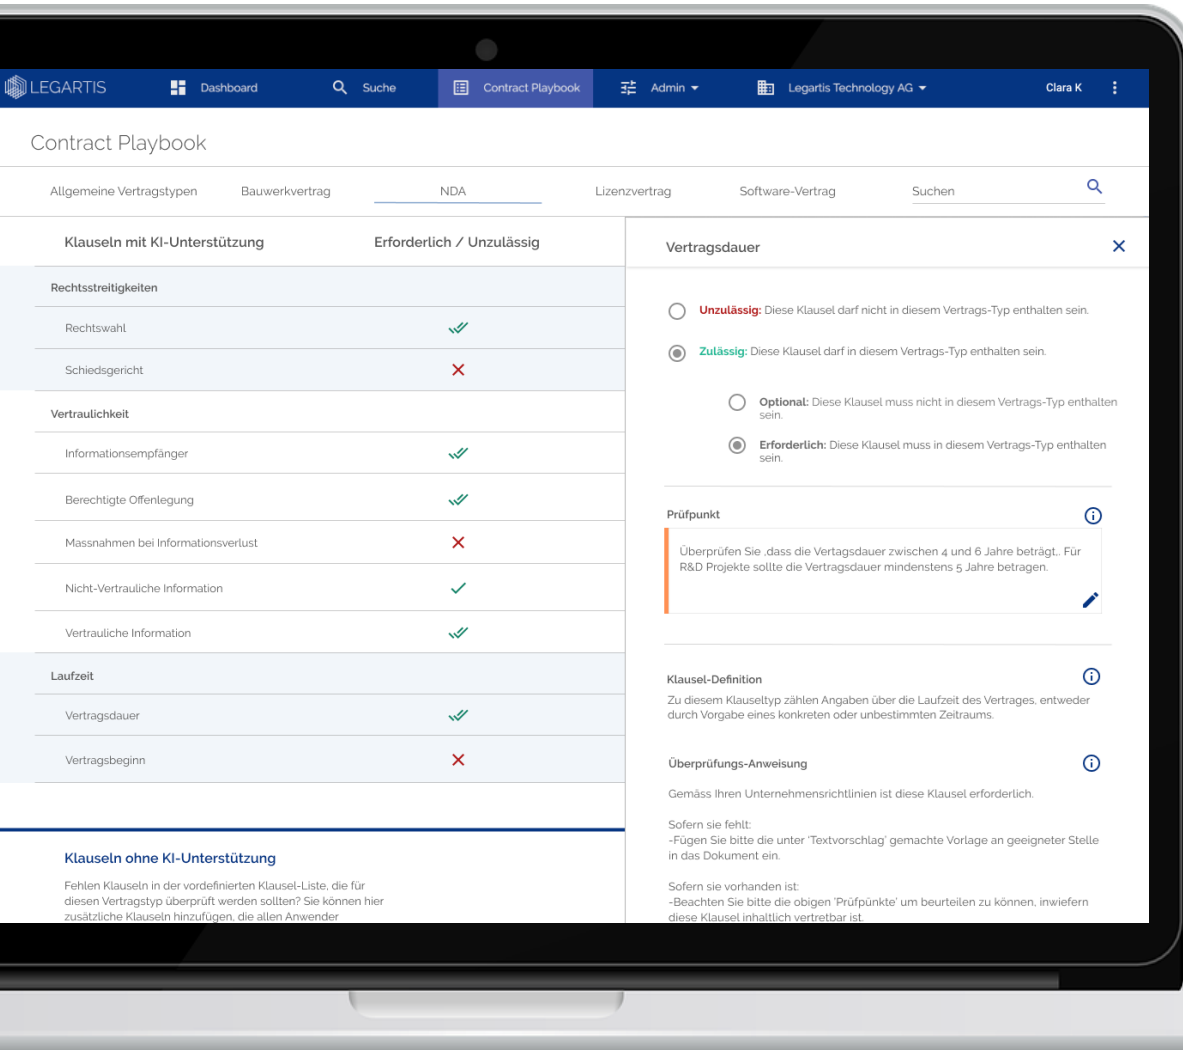 LEGARTIS
Dashboard
Suche
Contract Playbook
Admin
Legartis Technology AG
Clara K
Contract Playbook
Allgemeine Vertragstypen
Bauwerkvertrag
NDA
Lizenzvertrag
Software-Vertrag
Suchen
Klauseln mit KI-Unterstützung
Erforderlich / Unzulässig
Rechtsstreitigkeiten
Rechtswahl
Schiedsgericht
Vertraulichkeit
Informationsempfänger
Berechtigte Offenlegung
Massnahmen bei Informationsverlust
Nicht-Vertrauliche Information
Vertrauliche Information
Laufzeit
Vertragsdauer
Vertragsbeginn
Klauseln ohne KI-Unterstützung
Fehlen Klauseln in der vordefinierten Klausel-Liste, die für
diesen Vertragstyp überprüft werden sollten? Sie können hier
zusätzliche Klauseln hinzufügen, die allen Anwender
Vertragsdauer
Unzulässig: Diese Klausel darf nicht in diesem Vertrags-Typ enthalten sein.
Zulässig: Diese Klausel darf in diesem Vertrags-Typ enthalten sein.
Optional: Diese Klausel muss nicht in diesem Vertrags-Typ enthalten
sein.
Erforderlich: Diese Klausel muss in diesem Vertrags-Typ enthalten
sein.
Prüfpunkt
Überprüfen Sie ,dass die Vertagsdauer zwischen 4 und 6 Jahre beträgt,. Für
R&D Projekte sollte die Vertragsdauer mindenstens 5 Jahre betragen.
Klausel-Definition
Zu diesem Klauseltyp zählen Angaben über die Laufzeit des Vertrages, entweder
durch Vorgabe eines konkreten oder unbestimmten Zeitraums.
Überprüfungs-Anweisung
Gemäss Ihren Unternehmensrichtlinien ist diese Klausel erforderlich.
Sofern sie fehlt:
-Fügen Sie bitte die unter 'Textvorschlag' gemachte Vorlage an geeigneter Stelle
in das Dokument ein.
Sofern sie vorhanden ist:
-Beachten Sie bitte die obigen 'Prüfpünkte' um beurteilen zu können, inwiefern
diese Klausel inhaltlich vertretbar ist.